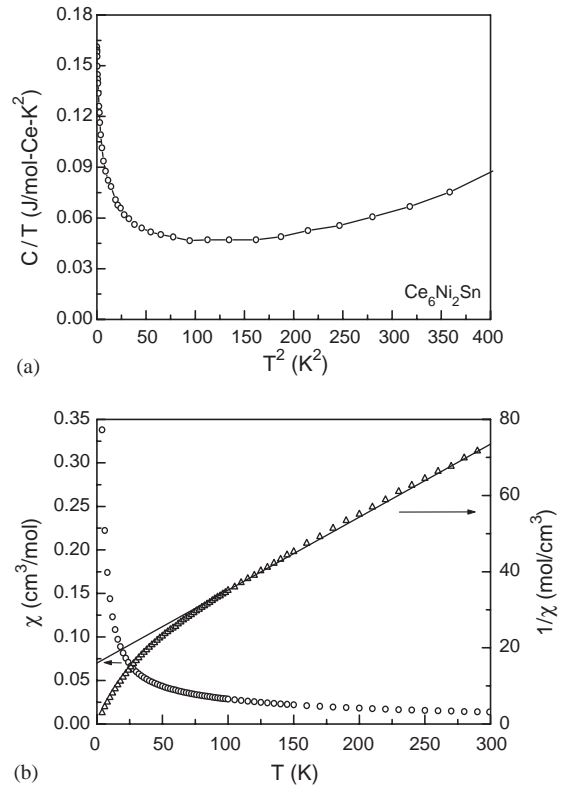 0.18
0.15
0.12
0.09
0.06
0.03
0.00
C / T (J/mol-Ce-K²)
Ce₆Ni₂Sn
0 50 100 150 200 250 300 350 400
T² (K²)
(a)
0.35
0.30
0.25
0.20
0.15
0.10
0.05
0.00
χ (cm³/mol)
80
60
40
20
0
1/χ (mol/cm³)
0 50 100 150 200 250 300
T (K)
(b)